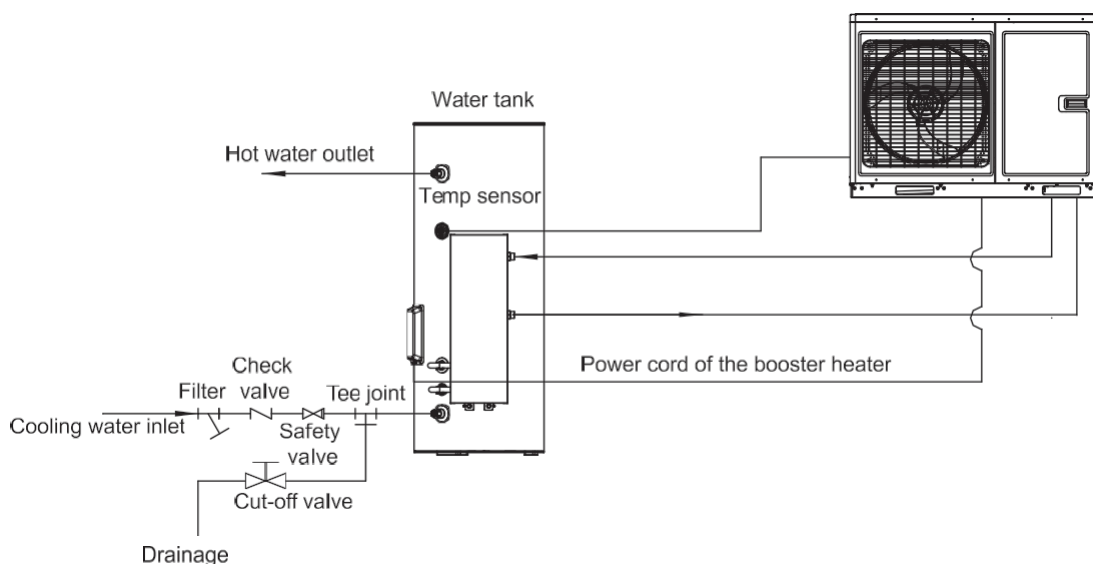 Water tank
Hot water outlet
Temp sensor
Power cord of the booster heater
Check
valve
Filter
Tee joint
Cooling water inlet
Safety
valve
Cut-off valve
Drainage